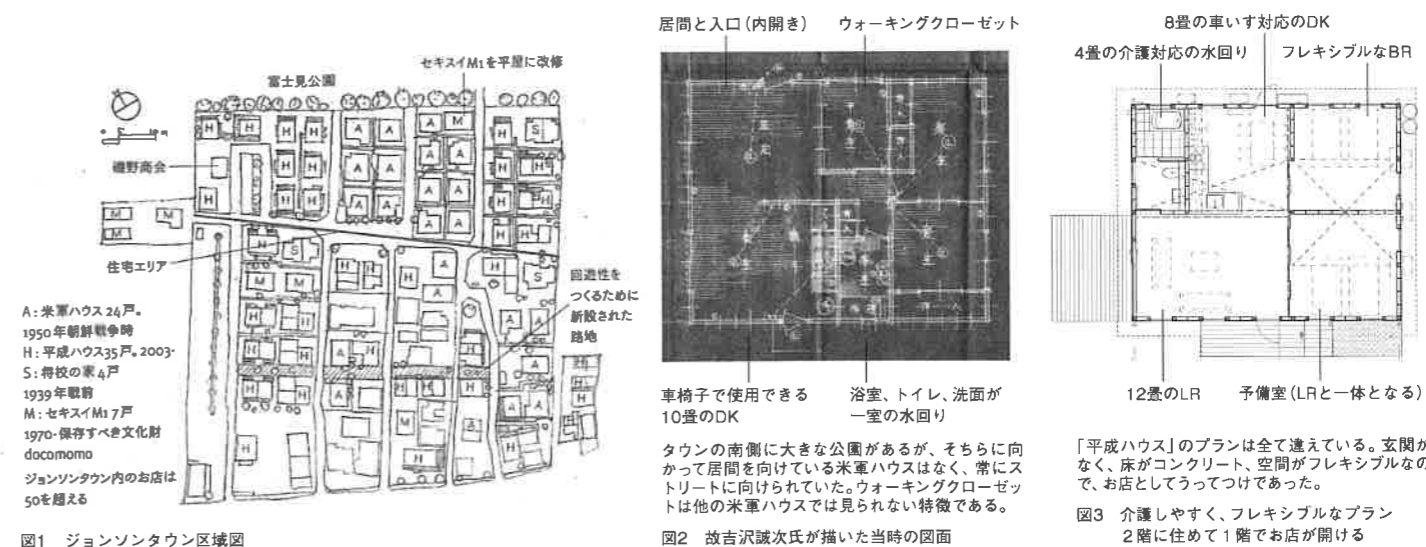 セキスイM1を平屋に改修
富士見公園
磯野商会
住宅エリア
回遊性を
つくるために
新設された
路地
A:米軍ハウス 24戸。
1950年朝鮮戦争時
H:平成ハウス35戸。2003-
S:将校の家4戸
1939年戦前
M:セキスイM1 7戸
1970-保存すべき文化財
docomomo
ジョンソンタウン内のお店は
50を超える
図1 ジョンソンタウン区域図
居間と入口(内開き) ウォーキングクローゼット
車椅子で使用できる
10畳のDK
浴室、トイレ、洗面が
一室の水回り
タウンの南側に大きな公園があるが、そちらに向
かって居間を向けている米軍ハウスはなく、常にス
トリートに向けられていた。ウォーキングクローゼッ
トは他の米軍ハウスでは見られない特徴である。
図2 故吉沢誠次氏が描いた当時の図面
8畳の車いす対応のDK
4畳の介護対応の水回り フレキシブルなBR
12畳のLR 予備室(LRと一体となる)
「平成ハウス」のプランは全て違えている。玄関が
なく、床がコンクリート、空間がフレキシブルなの
で、お店としてうってつけであった。
図3 介護しやすく、フレキシブルなプラン
2階に住めて1階でお店が開ける